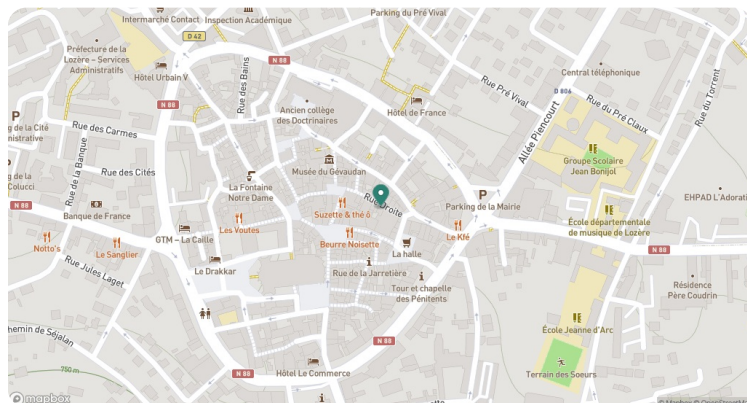 Intermarché Contact
Inspection Académique
Parking du Pré Vival
D 42
Préfecture de la
Lozère – Services
Administratifs
N 88
Hôtel Urbain V
Rue des Bains
Central téléphonique
Rue Pré Vival
D 806
Rue du Pré Claux
Rue du Torrent
N 88
Ancien collège
des Doctrinaires
Hôtel de France
Allée Piencourt
P
Rue des Carmes
Groupe Scolaire
Jean Bonijol
Musée du Gévaudan
Rue des Cités
Rue de la Banque
La Fontaine
Notre Dame
Rue Droite
P
Parking de la Mairie
EHPAD L'Adorati
Suzette & thé ô
Banque de France
Les Voutes
Le Kfé
École départementale
de musique de Lozère
N 88
GTM – La Caille
Beurre Noisette
La halle
N 88
Notto's
Le Sanglier
Le Drakkar
Rue de la Jarretière
Rue Jules Laget
Tour et chapelle
des Pénitents
Résidence
Père Coudrin
Chemin de Séjalan
École Jeanne d'Arc
N 88
750 m
Hôtel Le Commerce
N 88
Terrain des Soeurs
mapbox